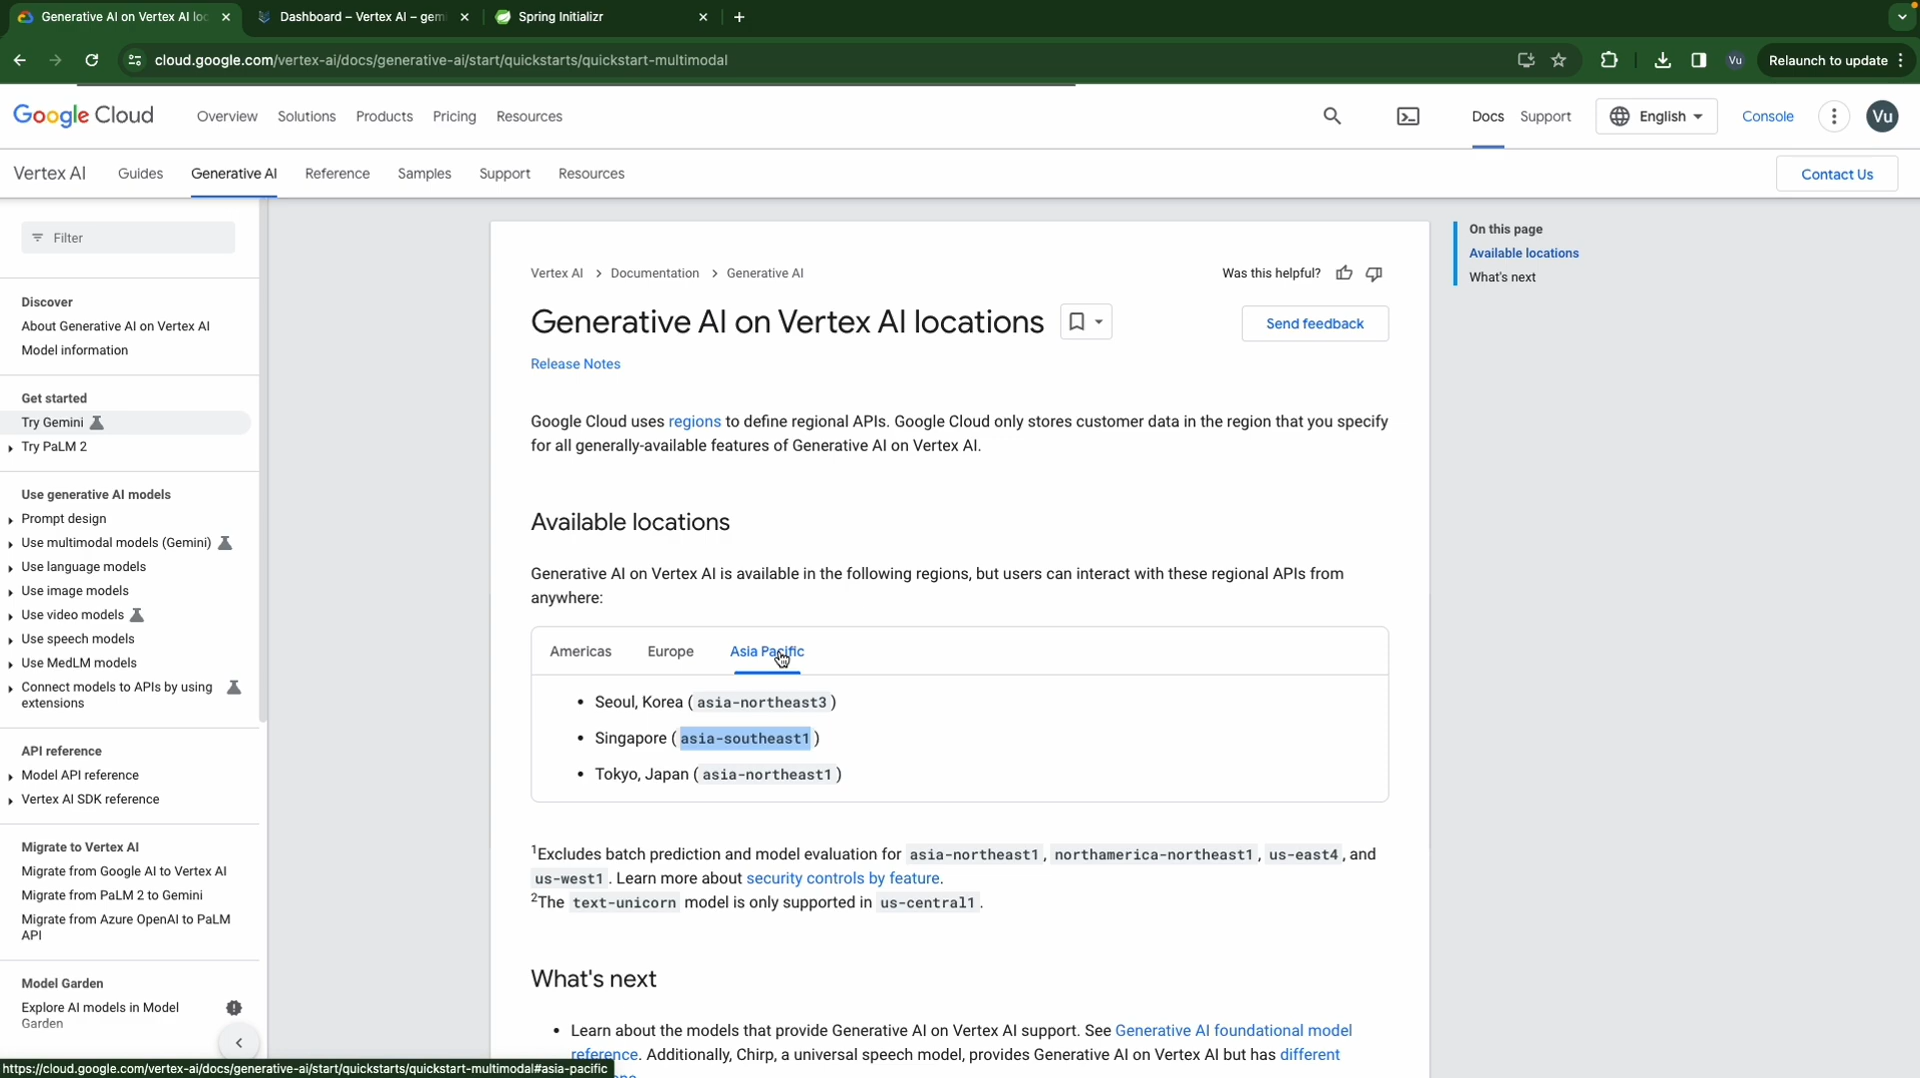 Generative AI on Vertex AI loc
Dashboard – Vertex AI – gem
Spring Initializr
cloud.google.com/vertex-ai/docs/generative-ai/start/quickstarts/quickstart-multimodal
Vu
Relaunch to update
Google Cloud
Overview
Solutions
Products
Pricing
Resources
Docs
Support
English
Console
Vu
Vertex AI
Guides
Generative AI
Reference
Samples
Support
Resources
Contact Us
Filter
Discover
About Generative AI on Vertex AI
Model information
Get started
Try Gemini
Try PaLM 2
Use generative AI models
Prompt design
Use multimodal models (Gemini)
Use language models
Use image models
Use video models
Use speech models
Use MedLM models
Connect models to APIs by using
extensions
API reference
Model API reference
Vertex AI SDK reference
Migrate to Vertex AI
Migrate from Google AI to Vertex AI
Migrate from PaLM 2 to Gemini
Migrate from Azure OpenAI to PaLM
API
Model Garden
Explore AI models in Model
Garden
Vertex AI > Documentation > Generative AI
Was this helpful?
Generative AI on Vertex AI locations
Send feedback
Release Notes
Google Cloud uses regions to define regional APIs. Google Cloud only stores customer data in the region that you specify
for all generally-available features of Generative AI on Vertex AI.
Available locations
Generative AI on Vertex AI is available in the following regions, but users can interact with these regional APIs from
anywhere:
Americas
Europe
Asia Pacific
• Seoul, Korea ( asia-northeast3 )
• Singapore ( asia-southeast1 )
• Tokyo, Japan ( asia-northeast1 )
1Excludes batch prediction and model evaluation for asia-northeast1 , northamerica-northeast1 , us-east4 , and
us-west1 . Learn more about security controls by feature.
2The text-unicorn model is only supported in us-central1 .
What's next
• Learn about the models that provide Generative AI on Vertex AI support. See Generative AI foundational model
reference. Additionally, Chirp, a universal speech model, provides Generative AI on Vertex AI but has different
On this page
Available locations
What's next
https://cloud.google.com/vertex-ai/docs/generative-ai/start/quickstarts/quickstart-multimodal#asia-pacific